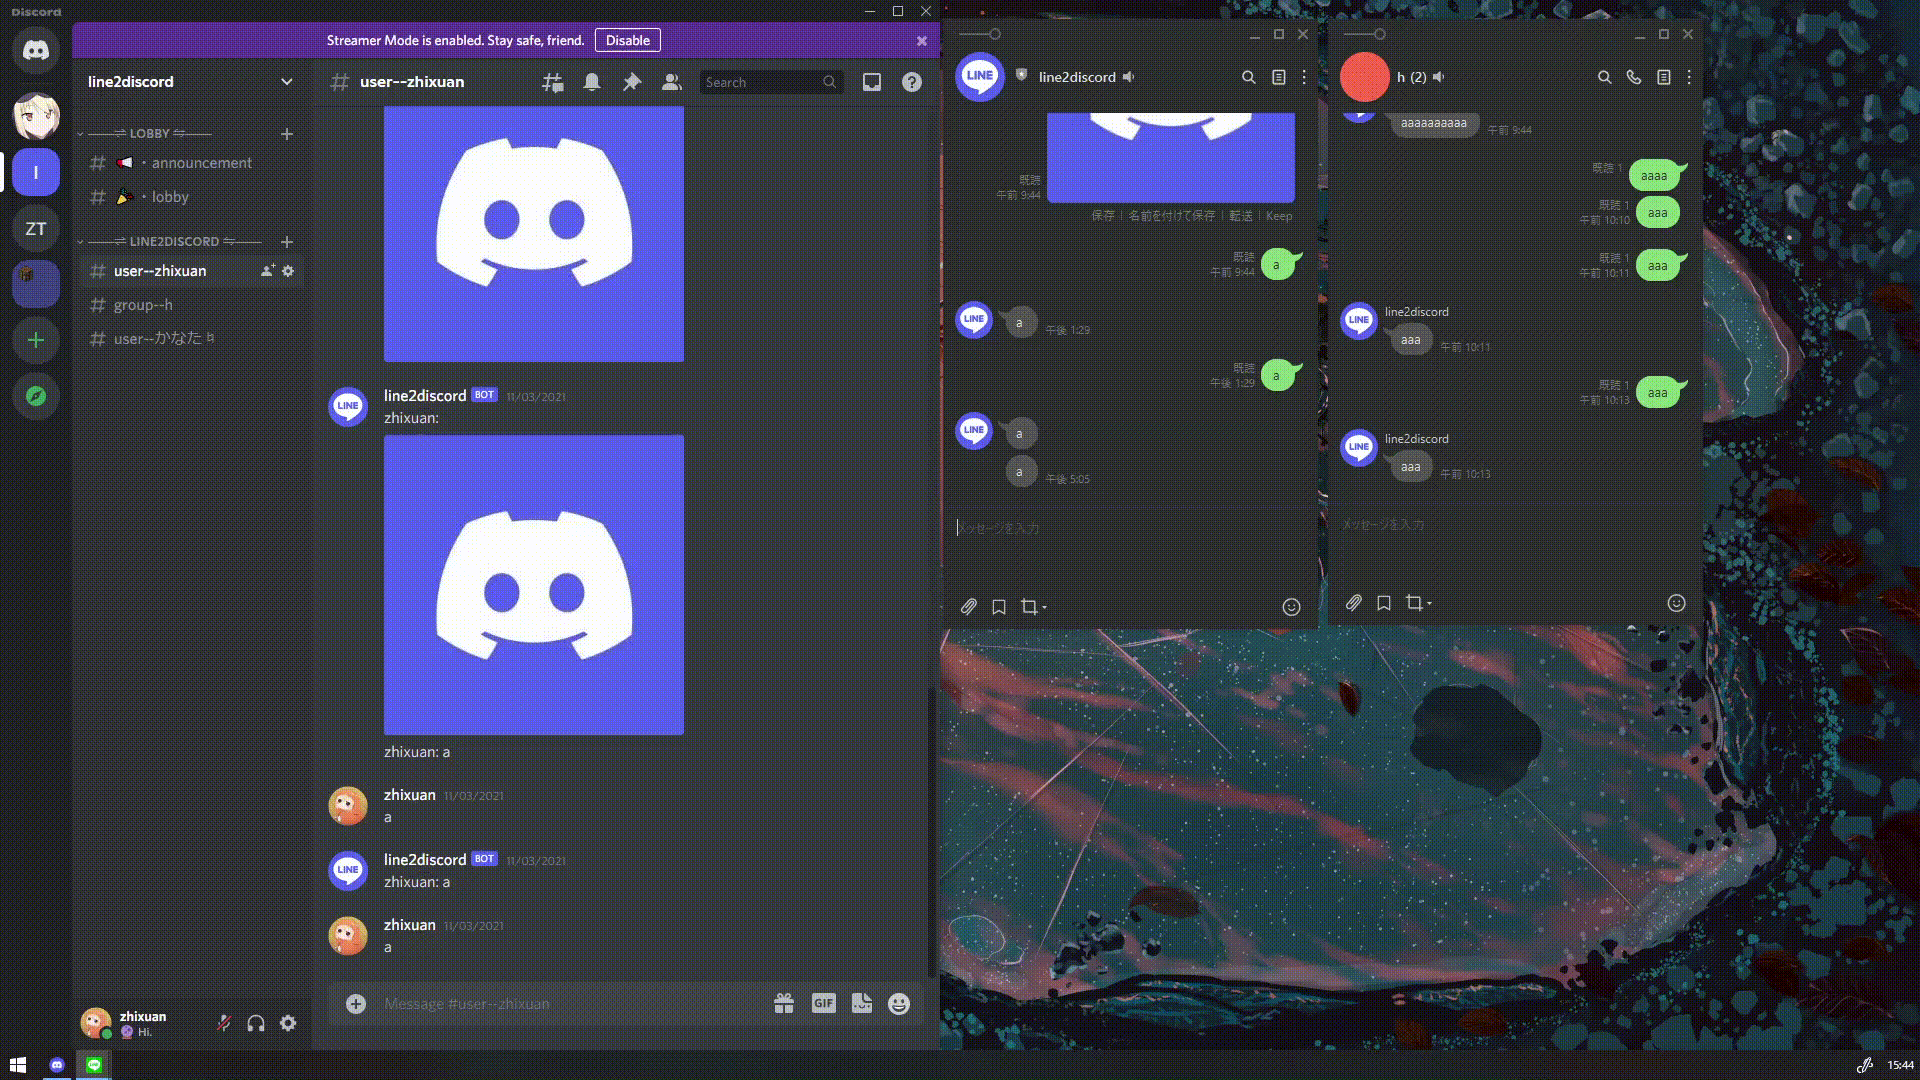 Discord
Streamer Mode is enabled. Stay safe, friend.
Disable
line2discord
LOBBY
announcement
lobby
LINE2DISCORD
user--zhixuan
group--h
user--かなたㄘ
I
ZT
user--zhixuan
Search
line2discord BOT 11/03/2021
zhixuan:
zhixuan: a
zhixuan 11/03/2021
a
line2discord BOT 11/03/2021
zhixuan: a
zhixuan 11/03/2021
a
Message #user--zhixuan
GIF
zhixuan
Hi.
LINE
line2discord
既読
午前 9:44
保存 | 名前を付けて保存 | 転送 | Keep
既読
午前 9:44
a
LINE
a
午後 1:29
既読
午後 1:29
a
LINE
a
a
午後 5:05
メッセージを入力
h (2)
aaaaaaaaaa
午前 9:44
既読 1
aaaa
既読 1
午前 10:10
aaa
既読 1
午前 10:11
aaa
LINE
line2discord
aaa
午前 10:11
既読 1
午前 10:13
aaa
LINE
line2discord
aaa
午前 10:13
メッセージを入力
15:44